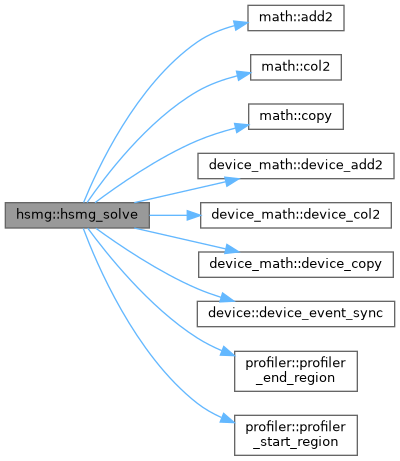 math::add2
math::col2
math::copy
device_math::device_add2
hsmg::hsmg_solve
device_math::device_col2
device_math::device_copy
device::device_event_sync
profiler::profiler
_end_region
profiler::profiler
_start_region